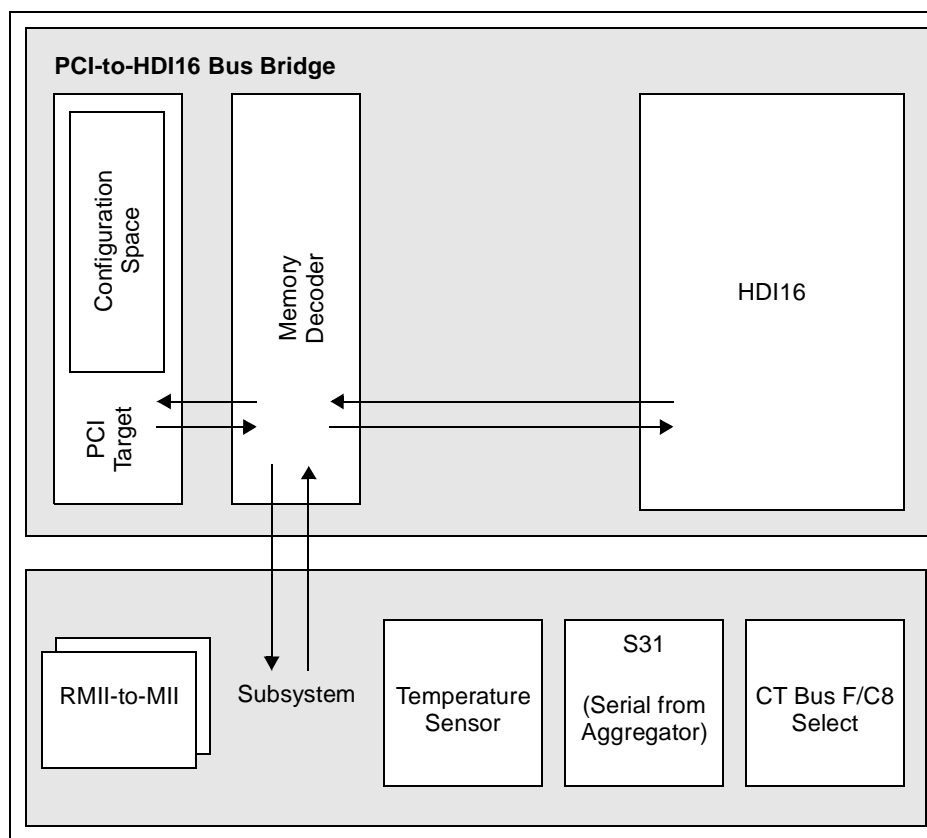 PCI-to-HDI16 Bus Bridge
Configuration
Space
PCI
Target
Memory
Decoder
HDI16
RMII-to-MII
Subsystem
Temperature
Sensor
S31
(Serial from
Aggregator)
CT Bus F/C8
Select